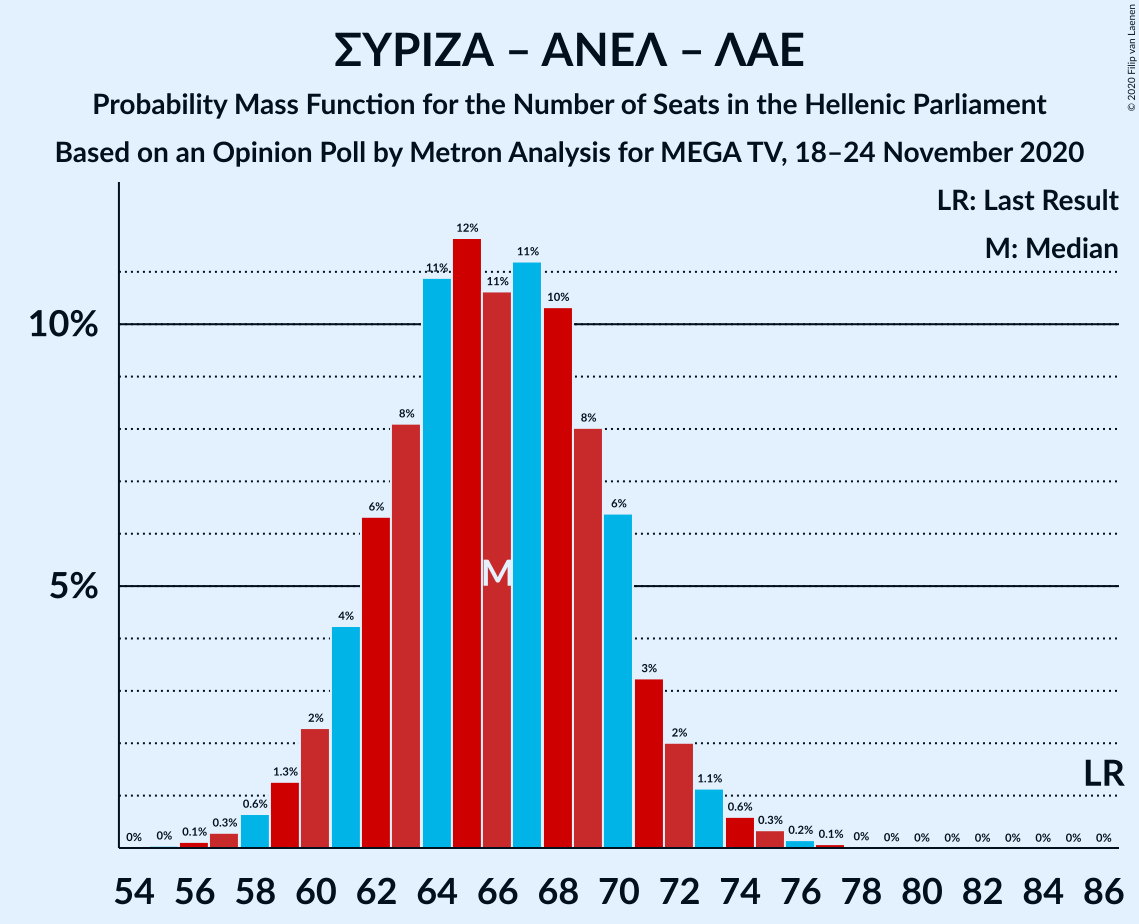 ΣΥΡΙΖΑ – ΑΝΕΛ – ΛΑΕ
Probability Mass Function for the Number of Seats in the Hellenic Parliament
Based on an Opinion Poll by Metron Analysis for MEGA TV, 18–24 November 2020
© 2020 Filip van Laenen
LR: Last Result
M: Median
10%
5%
0% 0% 0.1% 0.3% 0.6% 1.3% 2% 4% 6% 8% 11% 12% 11% 11% 10% 8% 6% 3% 2% 1.1% 0.6% 0.3% 0.2% 0.1% 0% 0% 0% 0% 0% 0% 0% 0% 0%
M
LR
54 56 58 60 62 64 66 68 70 72 74 76 78 80 82 84 86